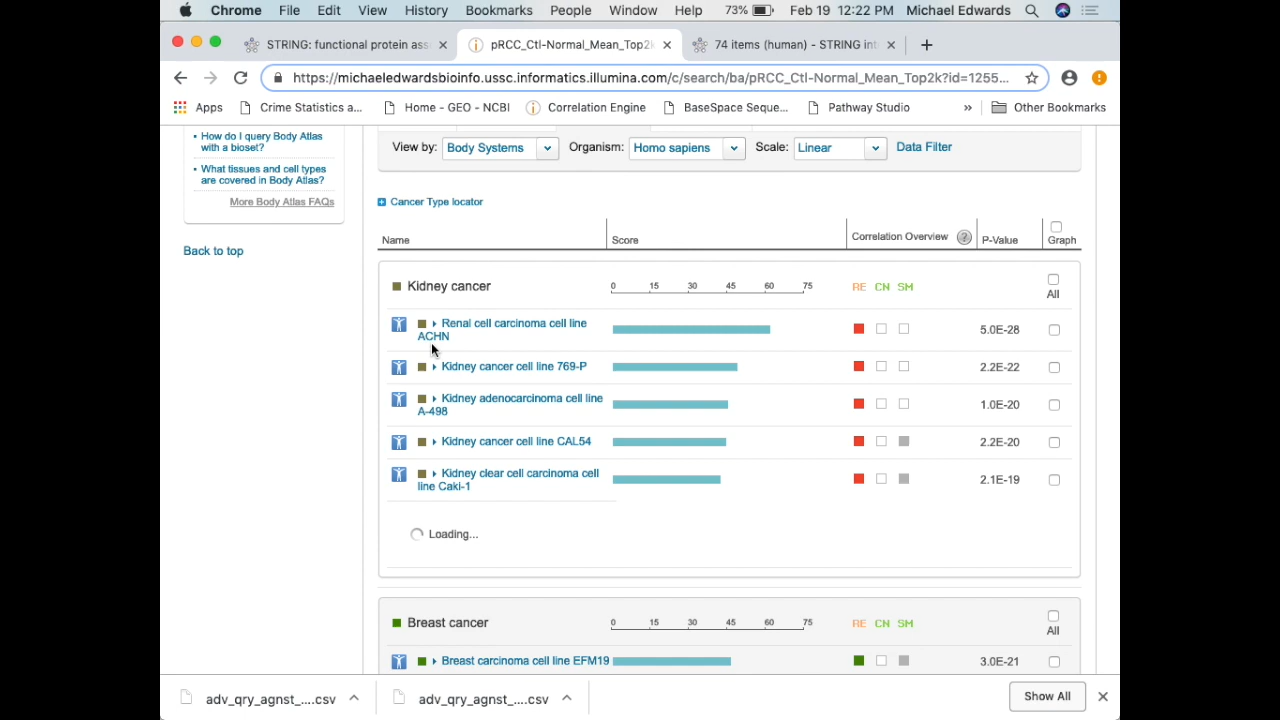 Chrome File Edit View History Bookmarks People Window Help 73% Feb 19 12:22 PM Michael Edwards
STRING: functional protein ass pRCC_Ctl-Normal_Mean_Top2k 74 items (human) - STRING int
https://michaeledwardsbioinfo.ussc.informatics.illumina.com/c/search/ba/pRCC_Ctl-Normal_Mean_Top2k?id=1255...
Apps Crime Statistics a... Home - GEO - NCBI Correlation Engine BaseSpace Seque... Pathway Studio » Other Bookmarks
How do I query Body Atlas
with a bioset?
What tissues and cell types
are covered in Body Atlas?
More Body Atlas FAQs
Back to top
View by: Body Systems Organism: Homo sapiens Scale: Linear Data Filter
Cancer Type locator
Name Score Correlation Overview ? P-Value Graph
Kidney cancer 0 15 30 45 60 75 RE CN SM All
Renal cell carcinoma cell line
ACHN 5.0E-28
Kidney cancer cell line 769-P 2.2E-22
Kidney adenocarcinoma cell line
A-498 1.0E-20
Kidney cancer cell line CAL54 2.2E-20
Kidney clear cell carcinoma cell
line Caki-1 2.1E-19
Loading...
Breast cancer 0 15 30 45 60 75 RE CN SM All
Breast carcinoma cell line EFM19 3.0E-21
adv_qry_agnst_....csv adv_qry_agnst_....csv Show All